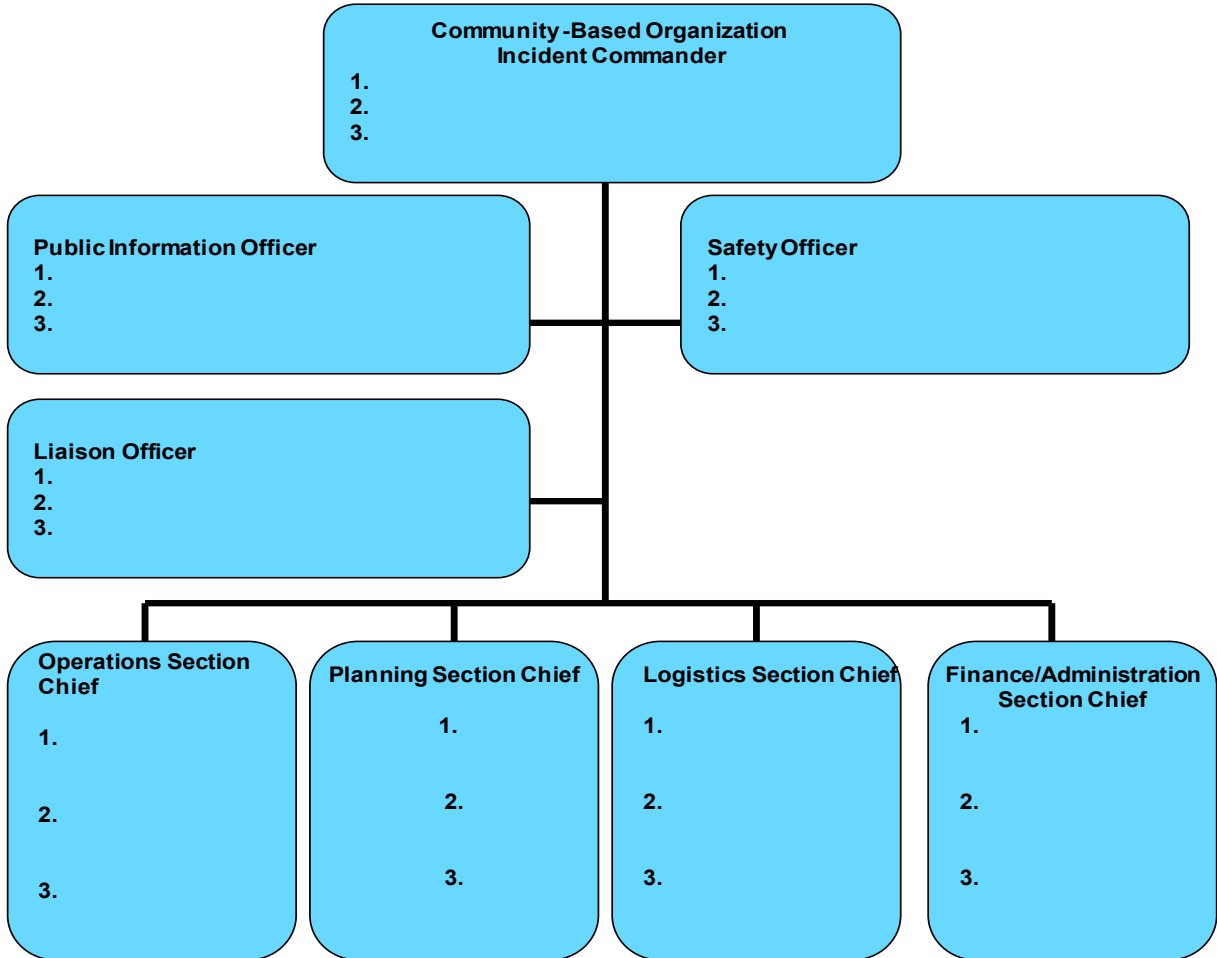 Community-Based Organization
Incident Commander
1.
2.
3.
Public Information Officer
1.
2.
3.
Safety Officer
1.
2.
3.
Liaison Officer
1.
2.
3.
Operations Section
Chief
1.
2.
3.
Planning Section Chief
1.
2.
3.
Logistics Section Chief
1.
2.
3.
Finance/Administration
Section Chief
1.
2.
3.